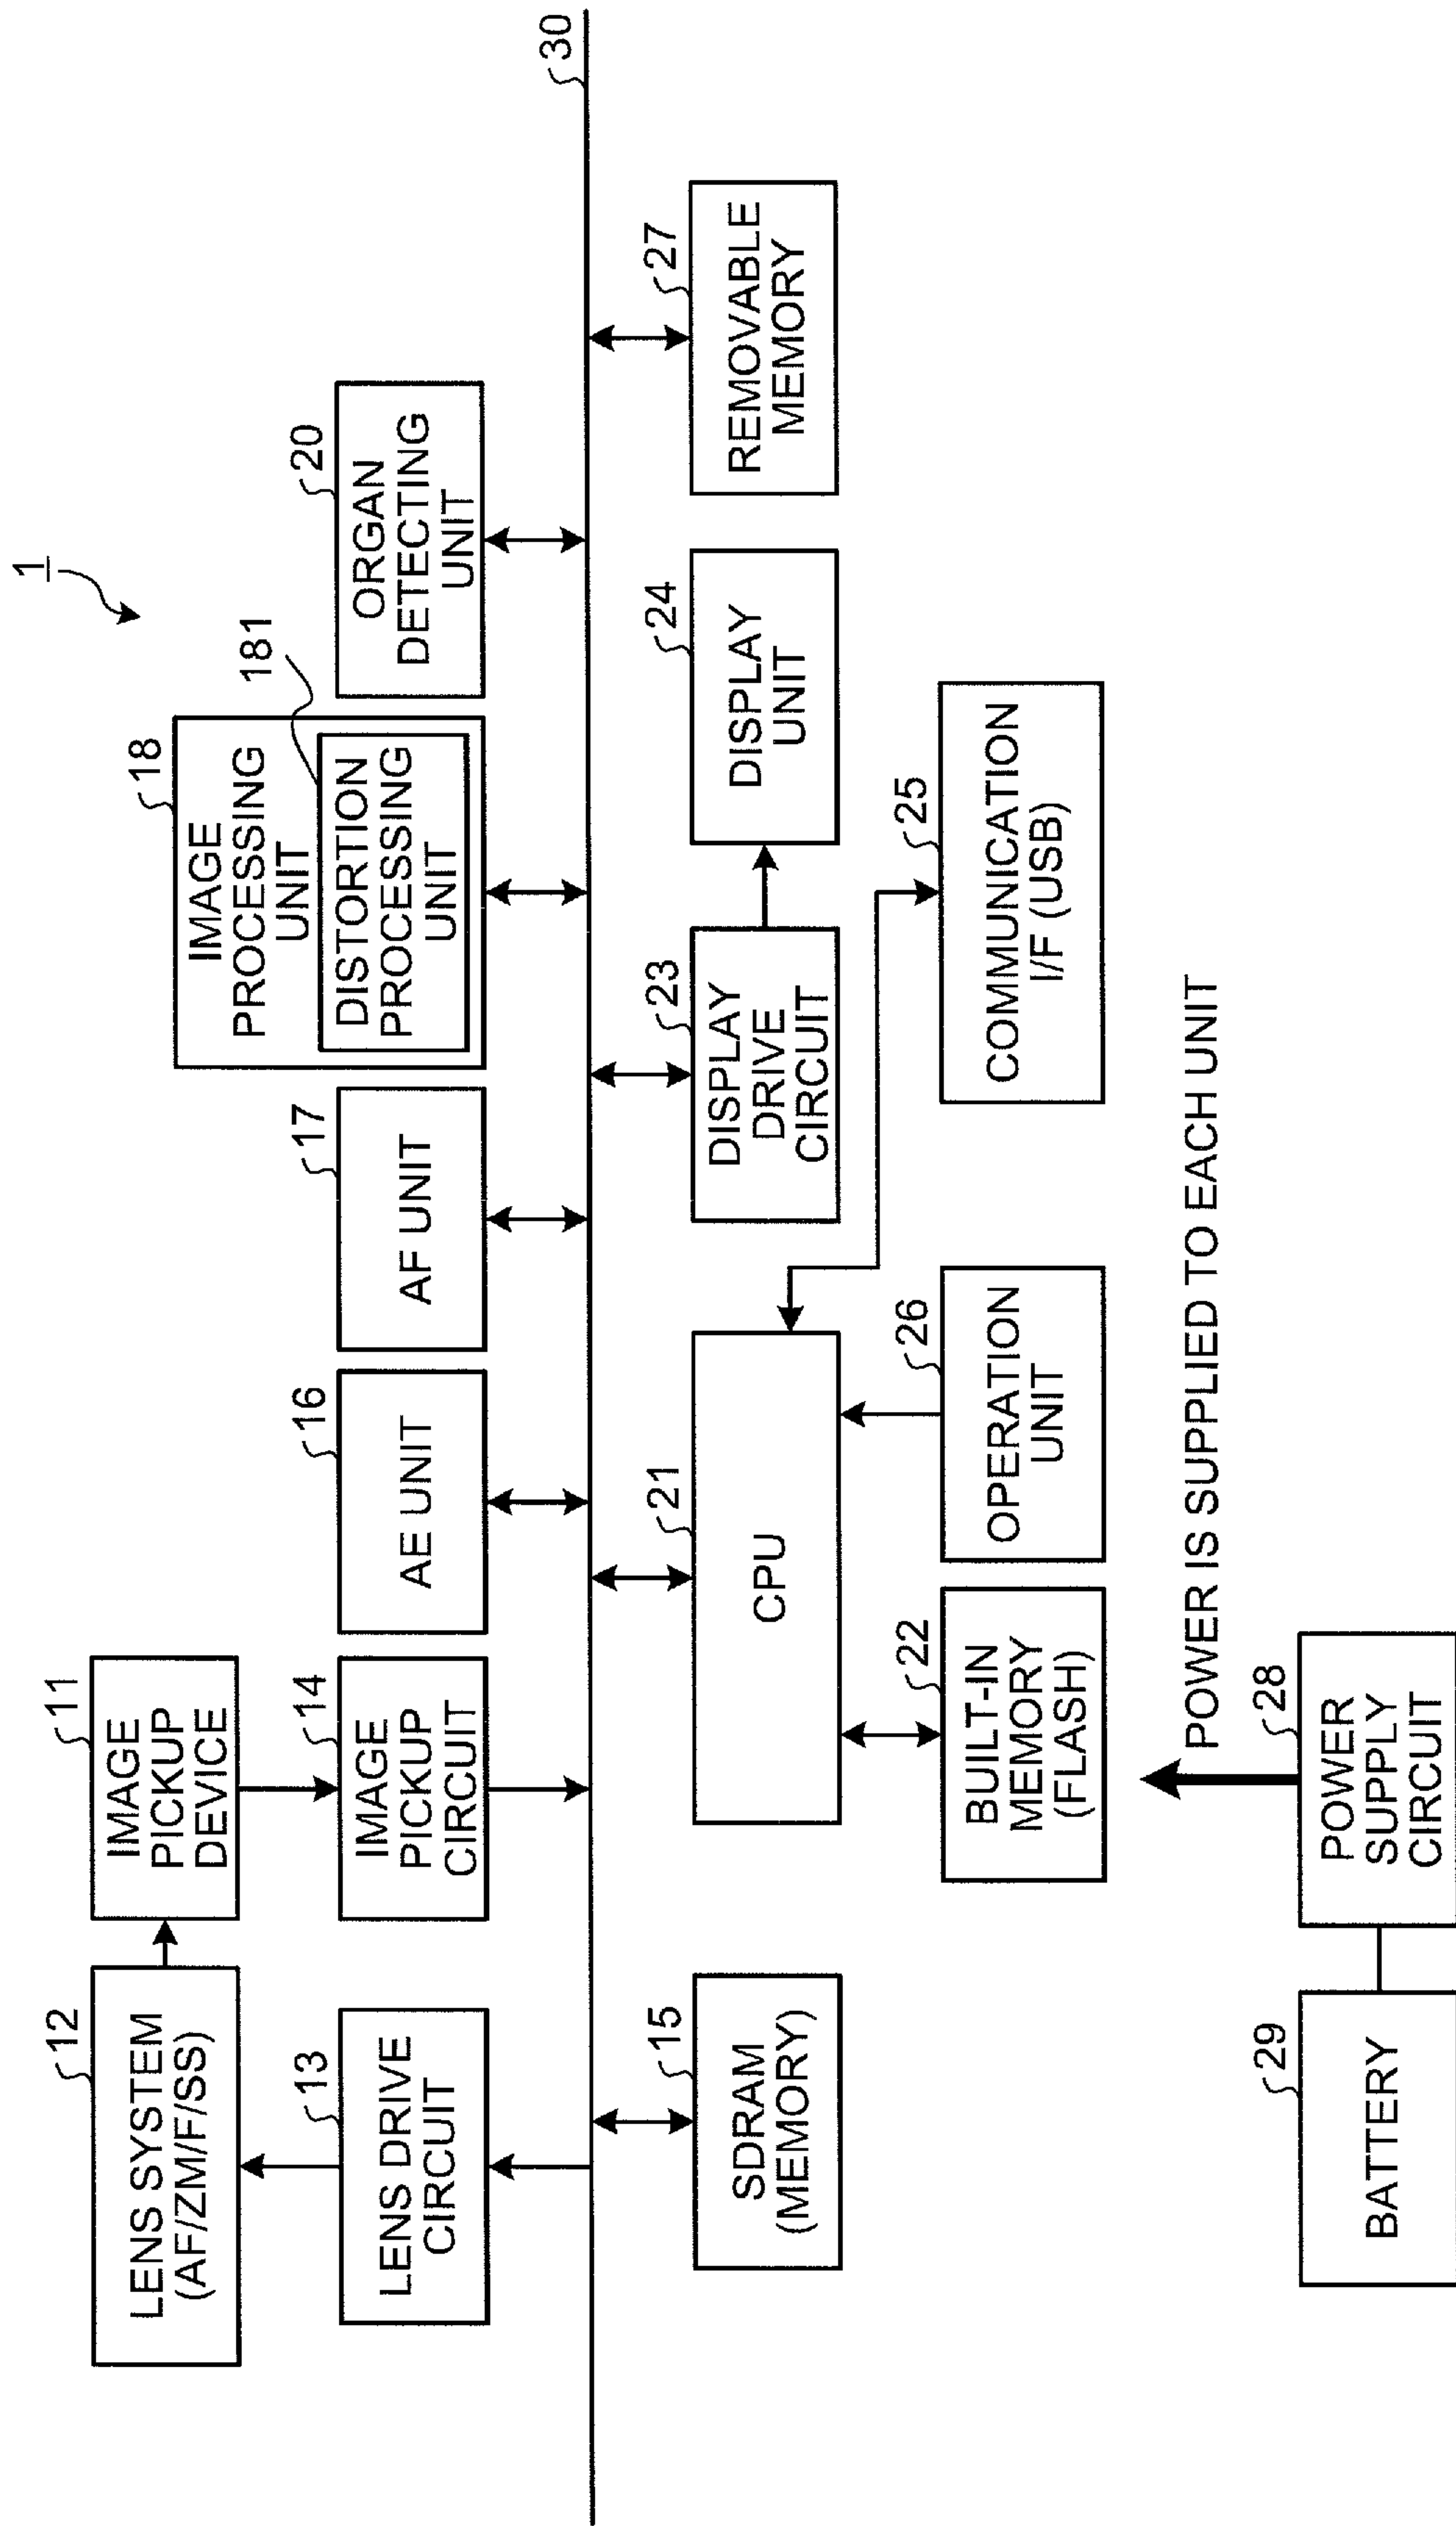 1
11
IMAGE
PICKUP
DEVICE
12
LENS SYSTEM
(AF/ZM/F/SS)
18
IMAGE
PROCESSING
UNIT
181
DISTORTION
PROCESSING
UNIT
13
LENS DRIVE
CIRCUIT
14
IMAGE
PICKUP
CIRCUIT
16
AE UNIT
17
AF UNIT
20
ORGAN
DETECTING
UNIT
30
15
SDRAM
(MEMORY)
21
CPU
23
DISPLAY
DRIVE
CIRCUIT
24
DISPLAY
UNIT
27
REMOVABLE
MEMORY
22
BUILT-IN
MEMORY
(FLASH)
26
OPERATION
UNIT
25
COMMUNICATION
I/F (USB)
POWER IS SUPPLIED TO EACH UNIT
29
BATTERY
28
POWER
SUPPLY
CIRCUIT